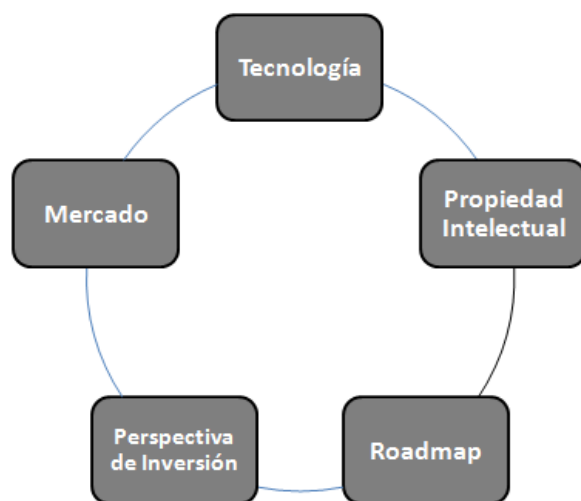 Tecnología
Propiedad
Intelectual
Roadmap
Perspectiva
de Inversión
Mercado